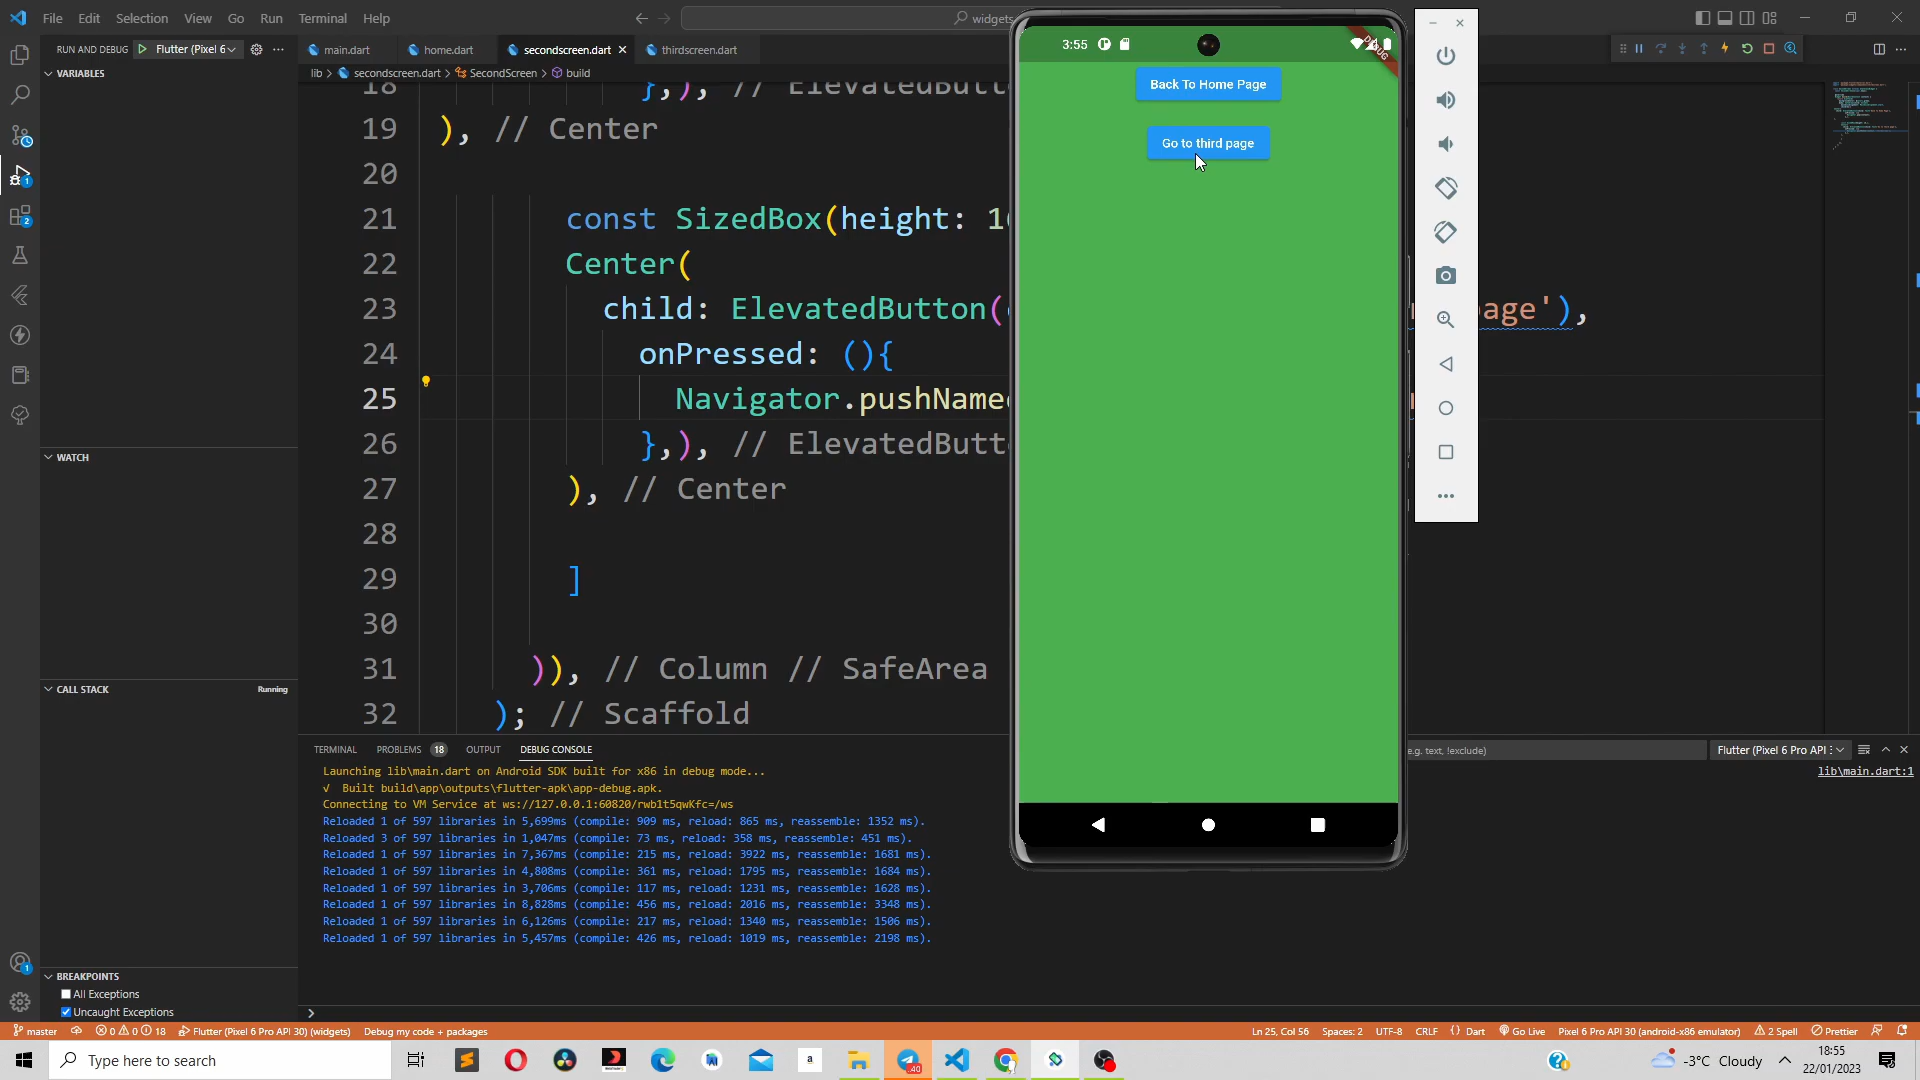 File Edit Selection View Go Run Terminal Help
widgets
RUN AND DEBUG Flutter (Pixel 6
main.dart home.dart secondscreen.dart thirdscreen.dart
lib > secondscreen.dart > SecondScreen > build
VARIABLES
WATCH
CALL STACK Running
BREAKPOINTS
All Exceptions
Uncaught Exceptions
18 },), // ElevatedButt
19 ), // Center
20
21 const SizedBox(height: 1
22 Center(
23 child: ElevatedButton( page'),
24 onPressed: (){
25 Navigator.pushName
26 },), // ElevatedButt
27 ), // Center
28
29 ]
30
31 )), // Column // SafeArea
32 ); // Scaffold
3:55
DEBUG
Back To Home Page
Go to third page
TERMINAL PROBLEMS 18 OUTPUT DEBUG CONSOLE
e.g. text, !exclude)
Flutter (Pixel 6 Pro API :
lib\main.dart:1
Launching lib\main.dart on Android SDK built for x86 in debug mode...
√ Built build\app\outputs\flutter-apk\app-debug.apk.
Connecting to VM Service at ws://127.0.0.1:60820/rwb1t5qwKfc=/ws
Reloaded 1 of 597 libraries in 5,699ms (compile: 909 ms, reload: 865 ms, reassemble: 1352 ms).
Reloaded 3 of 597 libraries in 1,047ms (compile: 73 ms, reload: 358 ms, reassemble: 451 ms).
Reloaded 1 of 597 libraries in 7,367ms (compile: 215 ms, reload: 3922 ms, reassemble: 1681 ms).
Reloaded 1 of 597 libraries in 4,808ms (compile: 361 ms, reload: 1795 ms, reassemble: 1684 ms).
Reloaded 1 of 597 libraries in 3,706ms (compile: 117 ms, reload: 1231 ms, reassemble: 1628 ms).
Reloaded 1 of 597 libraries in 8,828ms (compile: 456 ms, reload: 2016 ms, reassemble: 3348 ms).
Reloaded 1 of 597 libraries in 6,126ms (compile: 217 ms, reload: 1340 ms, reassemble: 1506 ms).
Reloaded 1 of 597 libraries in 5,457ms (compile: 426 ms, reload: 1019 ms, reassemble: 2198 ms).
master 0 0 18 Flutter (Pixel 6 Pro API 30) (widgets) Debug my code + packages Ln 25, Col 56 Spaces: 2 UTF-8 CRLF {} Dart Go Live Pixel 6 Pro API 30 (android-x86 emulator) 2 Spell Prettier
Type here to search
-3°C Cloudy
18:55
22/01/2023